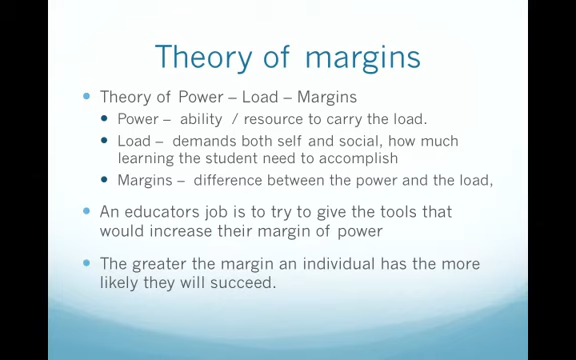 Theory of margins
Theory of Power – Load – Margins
Power – ability / resource to carry the load.
Load – demands both self and social, how much
learning the student need to accomplish
Margins – difference between the power and the load,
An educators job is to try to give the tools that
would increase their margin of power
The greater the margin an individual has the more
likely they will succeed.